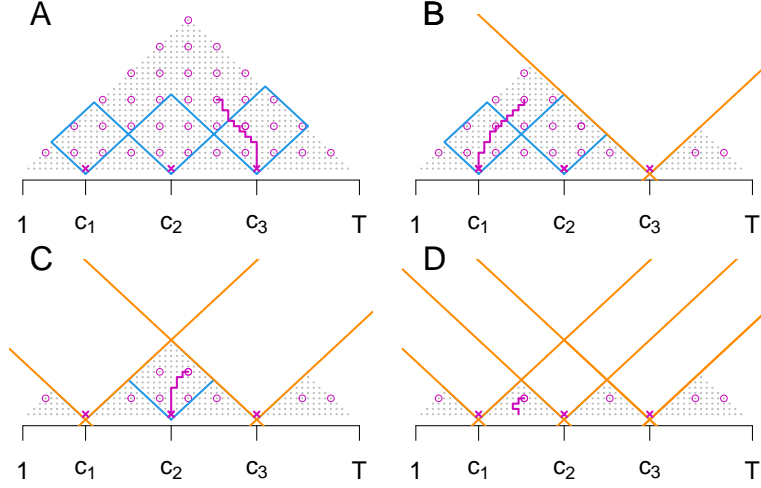 A
1 c₁ c₂ c₃ T
B
1 c₁ c₂ c₃ T
C
1 c₁ c₂ c₃ T
D
1 c₁ c₂ c₃ T